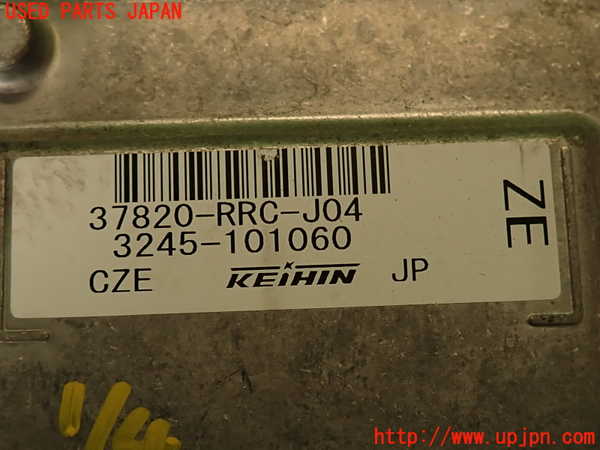 USED PARTS JAPAN
37820-RRC-J04
3245-101060
CZE KEIHIN JP
ZE
http://www.upjpn.com/